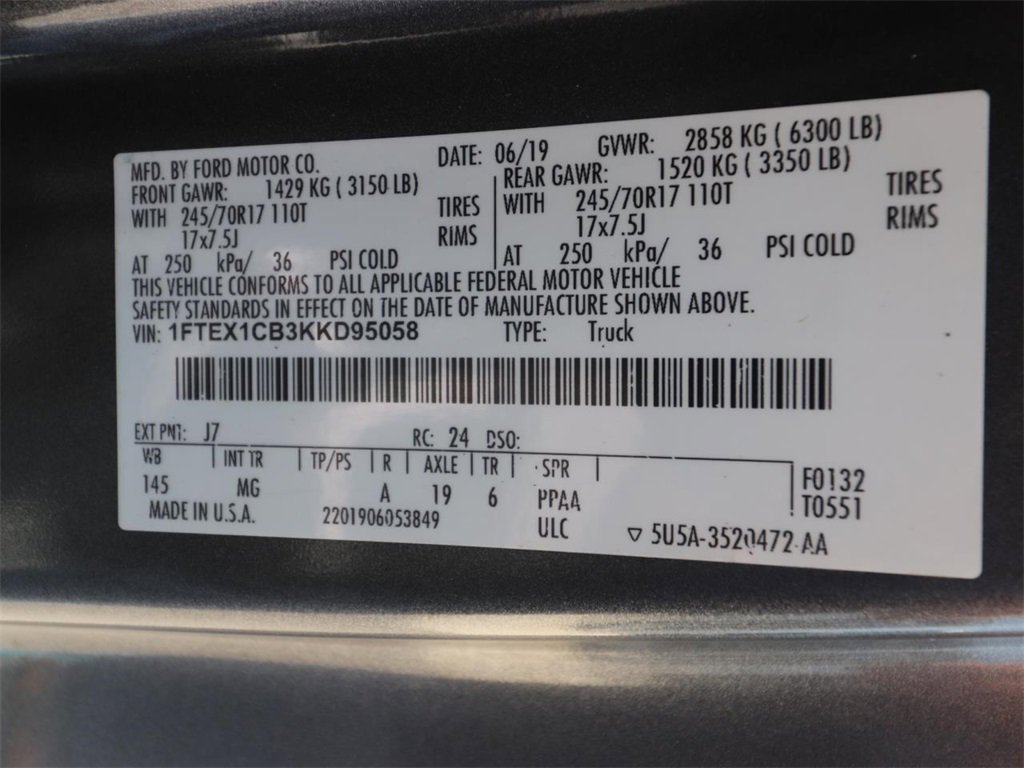 MFD. BY FORD MOTOR CO. DATE: 06/19 GVWR: 2858 KG ( 6300 LB)
FRONT GAWR: 1429 KG ( 3150 LB) REAR GAWR: 1520 KG ( 3350 LB)
WITH 245/70R17 110T TIRES WITH 245/70R17 110T TIRES
17x7.5J RIMS 17x7.5J RIMS
AT 250 kPa/ 36 PSI COLD AT 250 kPa/ 36 PSI COLD
THIS VEHICLE CONFORMS TO ALL APPLICABLE FEDERAL MOTOR VEHICLE
SAFETY STANDARDS IN EFFECT ON THE DATE OF MANUFACTURE SHOWN ABOVE.
VIN: 1FTEX1CB3KKD95058 TYPE: Truck
EXT PNT: J7 RC: 24 DSO:
WB INT TR TP/PS R AXLE TR SPR F0132
145 MG A 19 6 PPAA T0551
MADE IN U.S.A. 2201906053849 ULC ▽ 5U5A-3520472-AA